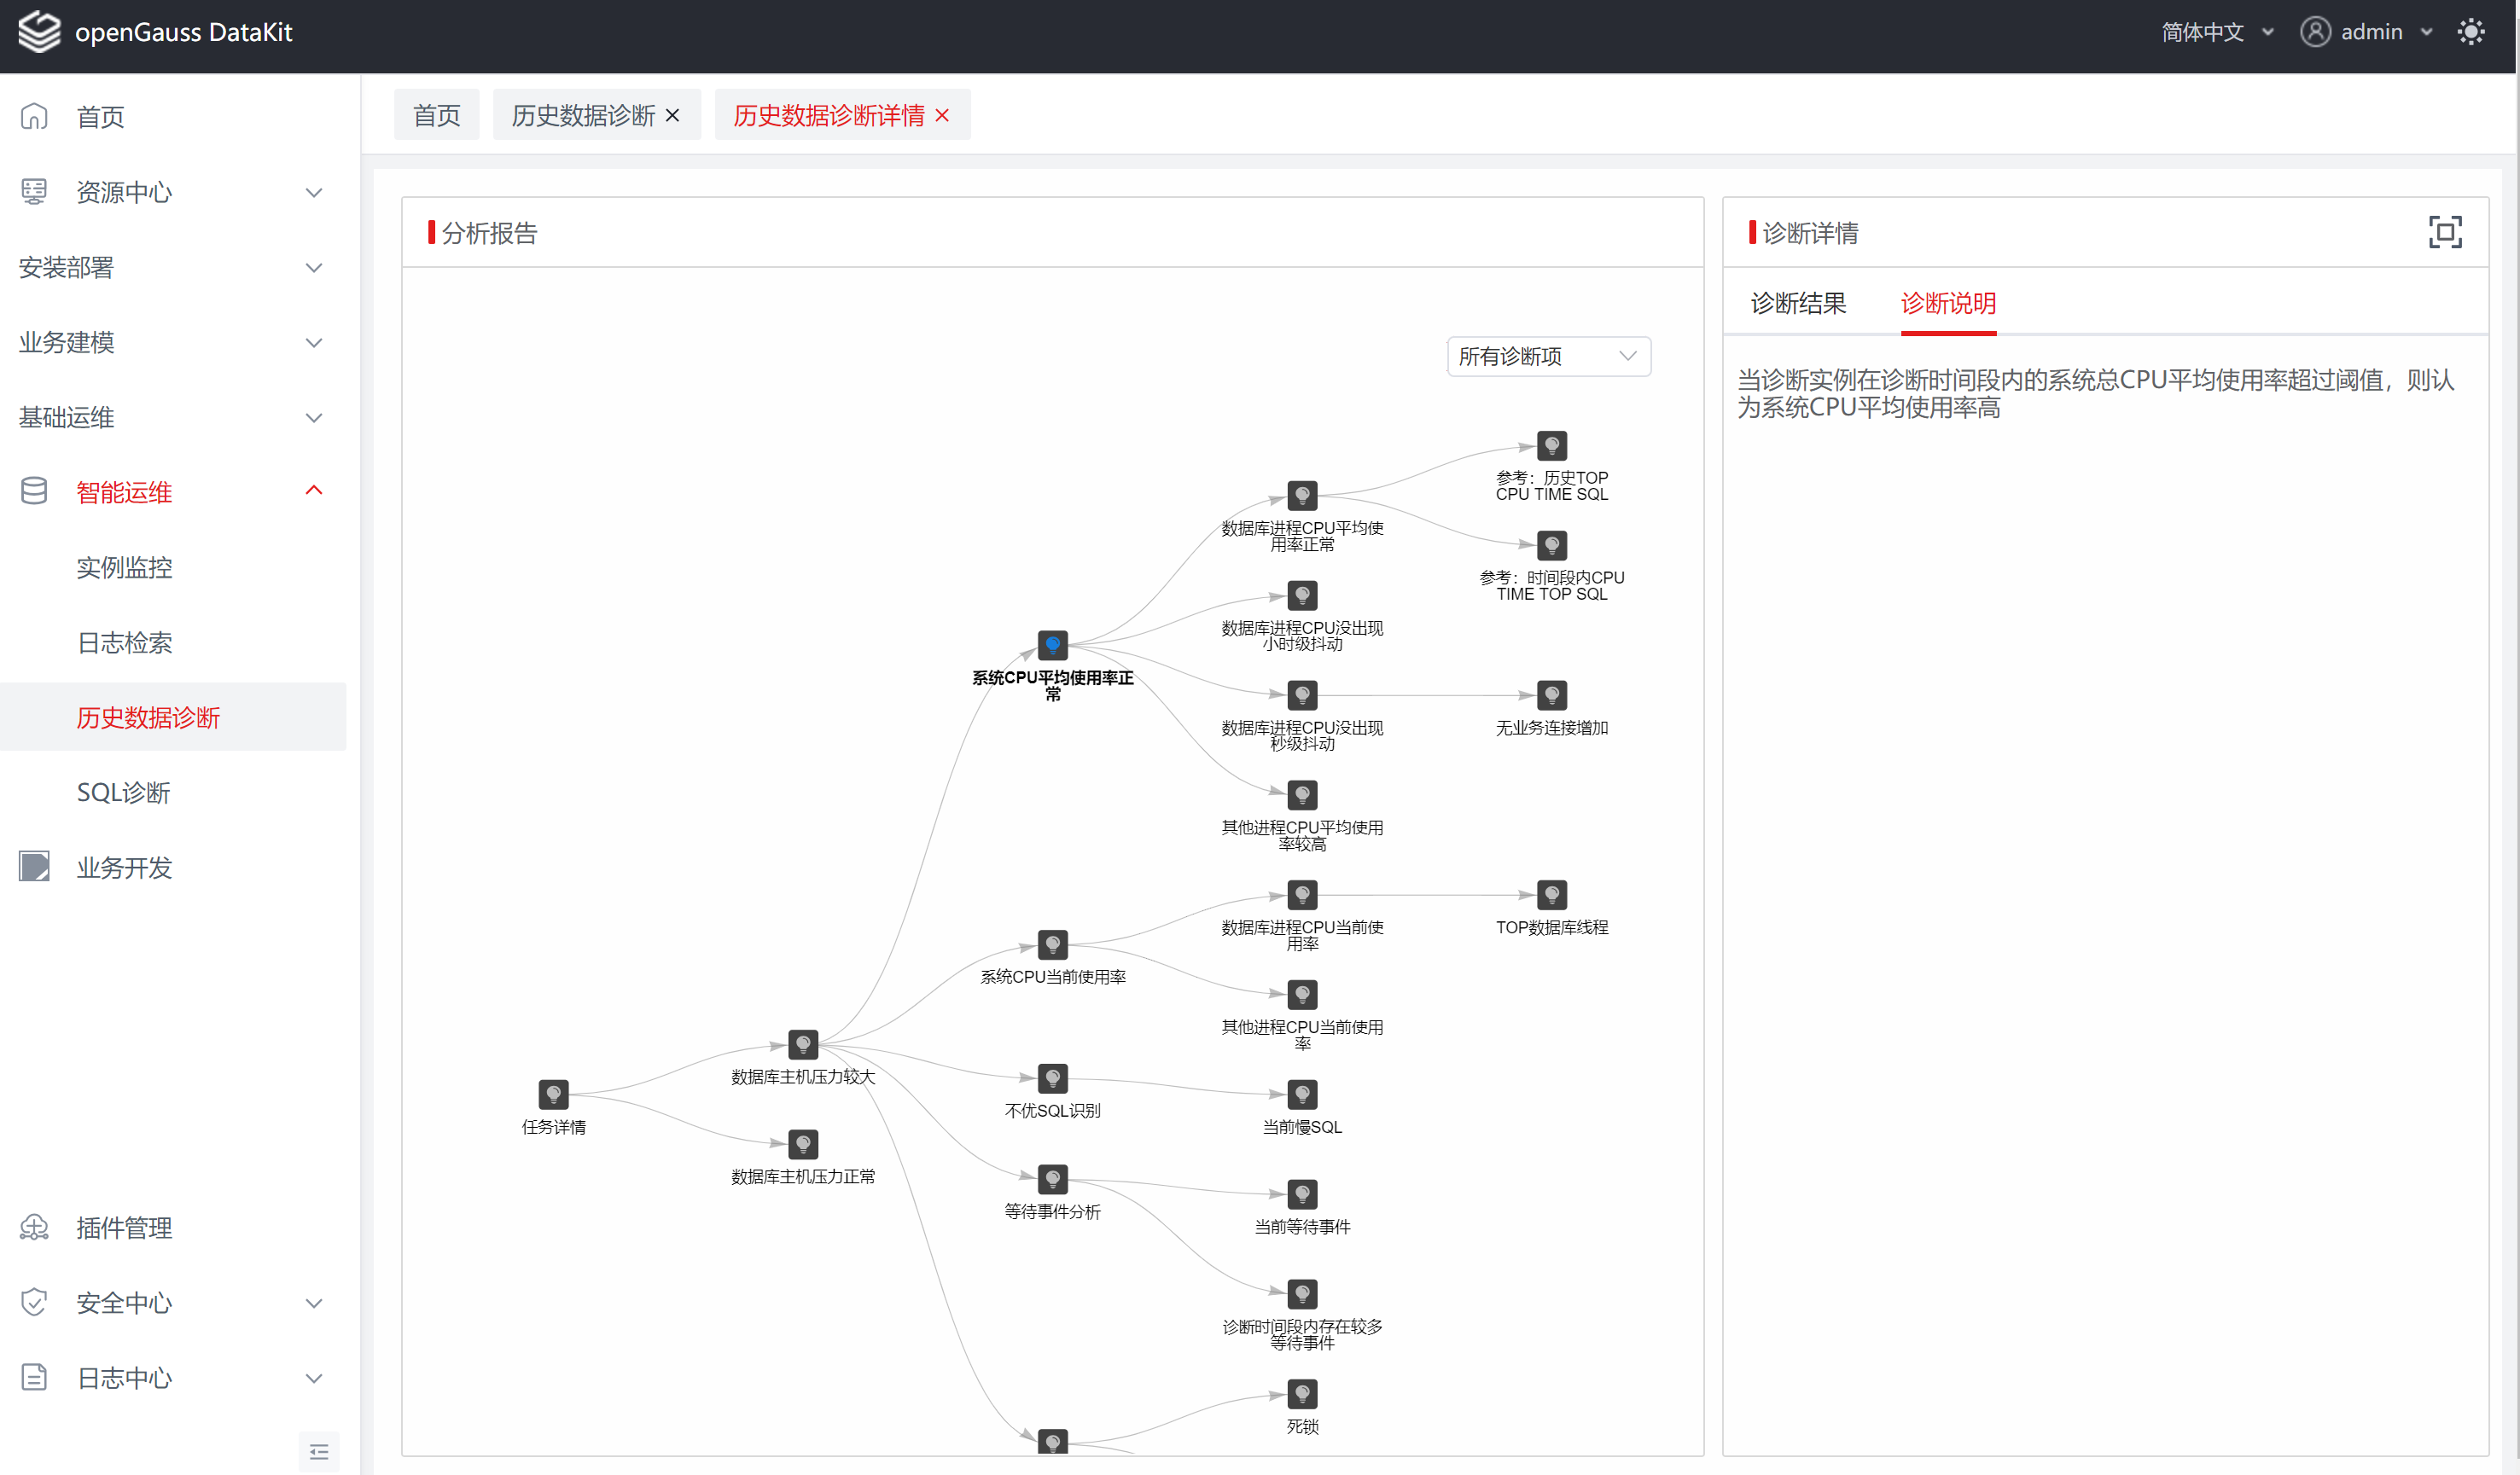 openGauss DataKit
简体中文
admin
首页
资源中心
安装部署
业务建模
基础运维
智能运维
实例监控
日志检索
历史数据诊断
SQL诊断
业务开发
插件管理
安全中心
日志中心
首页
历史数据诊断
历史数据诊断详情
分析报告
所有诊断项
参考：历史TOP
CPU TIME SQL
数据库进程CPU平均使
用率正常
参考：时间段内CPU
TIME TOP SQL
数据库进程CPU没出现
小时级抖动
系统CPU平均使用率正
常
数据库进程CPU没出现
秒级抖动
无业务连接增加
其他进程CPU平均使用
率较高
数据库进程CPU当前使
用率
TOP数据库线程
系统CPU当前使用率
其他进程CPU当前使用
率
数据库主机压力较大
任务详情
不优SQL识别
当前慢SQL
数据库主机压力正常
等待事件分析
当前等待事件
诊断时间段内存在较多
等待事件
死锁
诊断详情
诊断结果
诊断说明
当诊断实例在诊断时间段内的系统总CPU平均使用率超过阈值，则认
为系统CPU平均使用率高